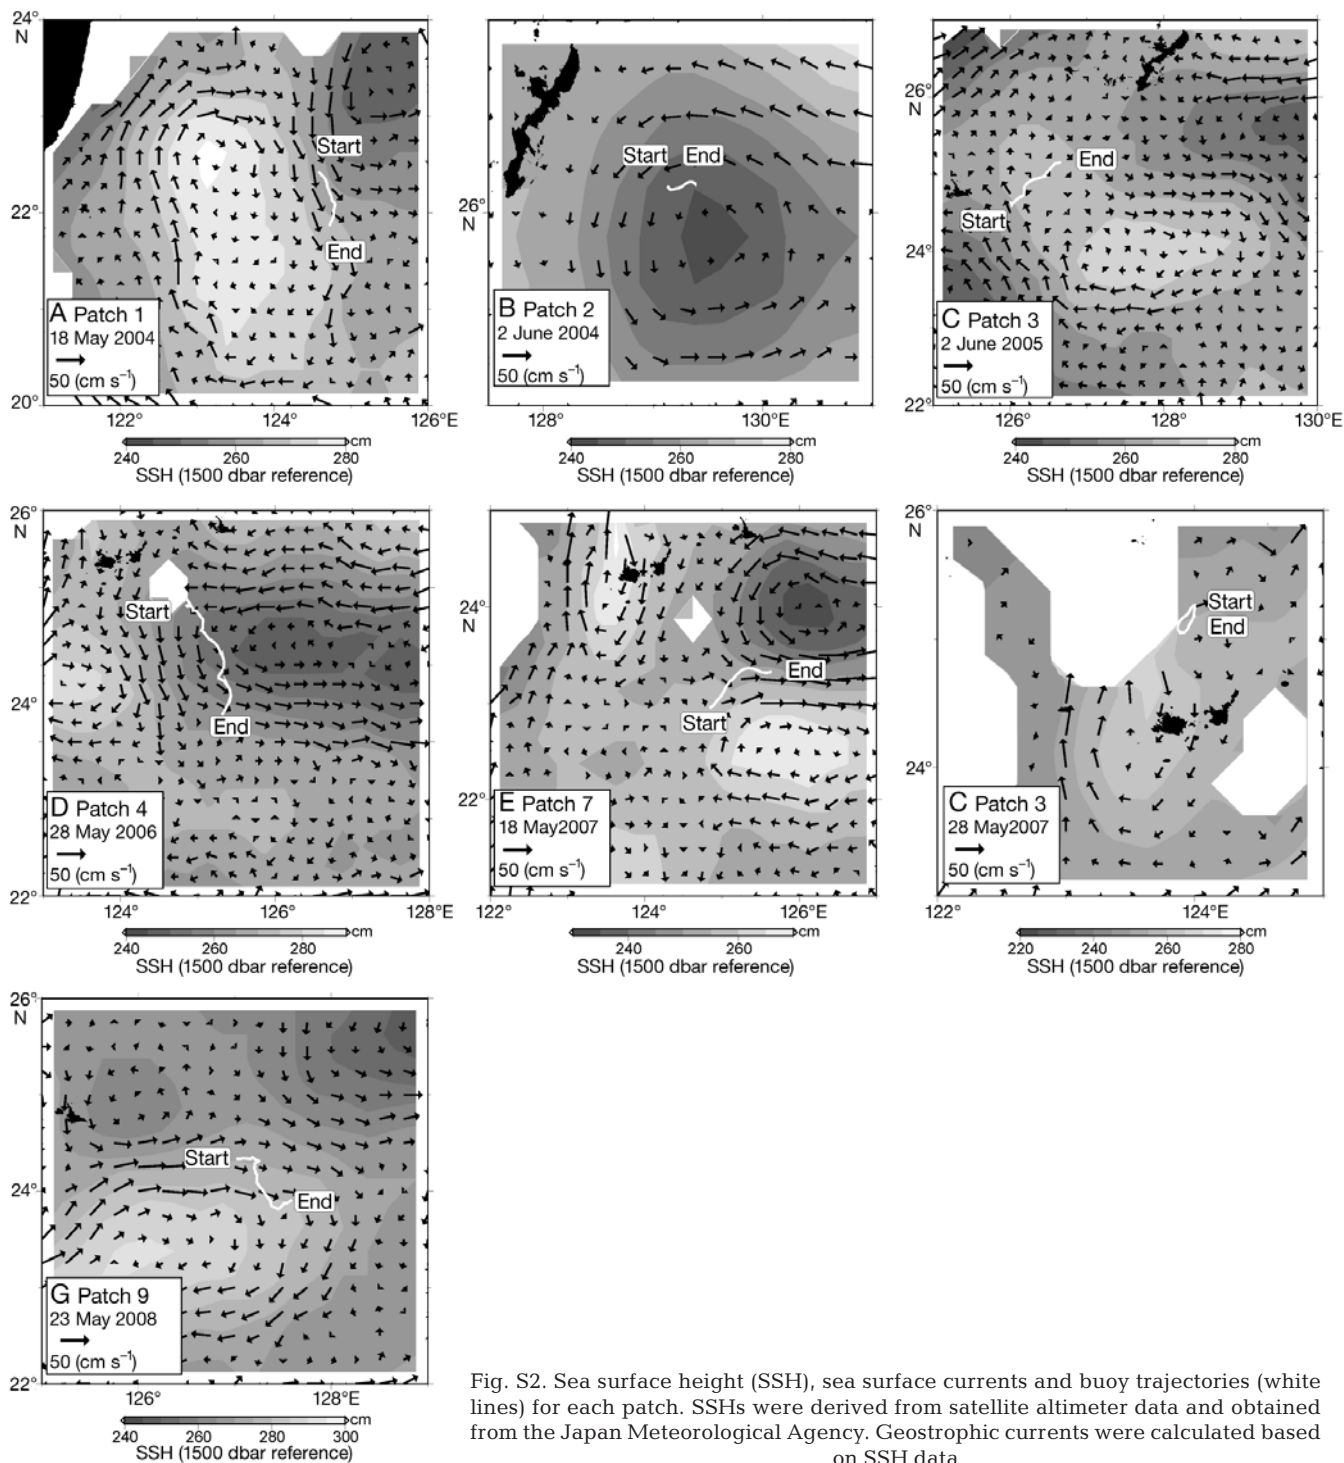 24°
N
22°
20°
Start
End
A Patch 1
18 May 2004
50 (cm s⁻¹)
122°
124°
126°E
240
260
280
cm
SSH (1500 dbar reference)
26°
N
Start
End
B Patch 2
2 June 2004
50 (cm s⁻¹)
128°
130°
240
260
280
cm
SSH (1500 dbar reference)
26°
N
24°
22°
End
Start
C Patch 3
2 June 2005
50 (cm s⁻¹)
126°
128°
130°E
240
260
280
cm
SSH (1500 dbar reference)
26°
N
24°
22°
Start
End
D Patch 4
28 May 2006
50 (cm s⁻¹)
124°
126°
128°E
240
260
280
cm
SSH (1500 dbar reference)
26°
24°
N
22°
End
Start
E Patch 7
18 May2007
50 (cm s⁻¹)
122°
124°
126°E
240
260
cm
SSH (1500 dbar reference)
26°
N
24°
Start
End
C Patch 3
28 May2007
50 (cm s⁻¹)
122°
124°E
220
240
260
280
cm
SSH (1500 dbar reference)
26°
N
24°
22°
Start
End
G Patch 9
23 May 2008
50 (cm s⁻¹)
126°
128°E
240
260
280
300
cm
SSH (1500 dbar reference)
Fig. S2. Sea surface height (SSH), sea surface currents and buoy trajectories (white
lines) for each patch. SSHs were derived from satellite altimeter data and obtained
from the Japan Meteorological Agency. Geostrophic currents were calculated based
on SSH data